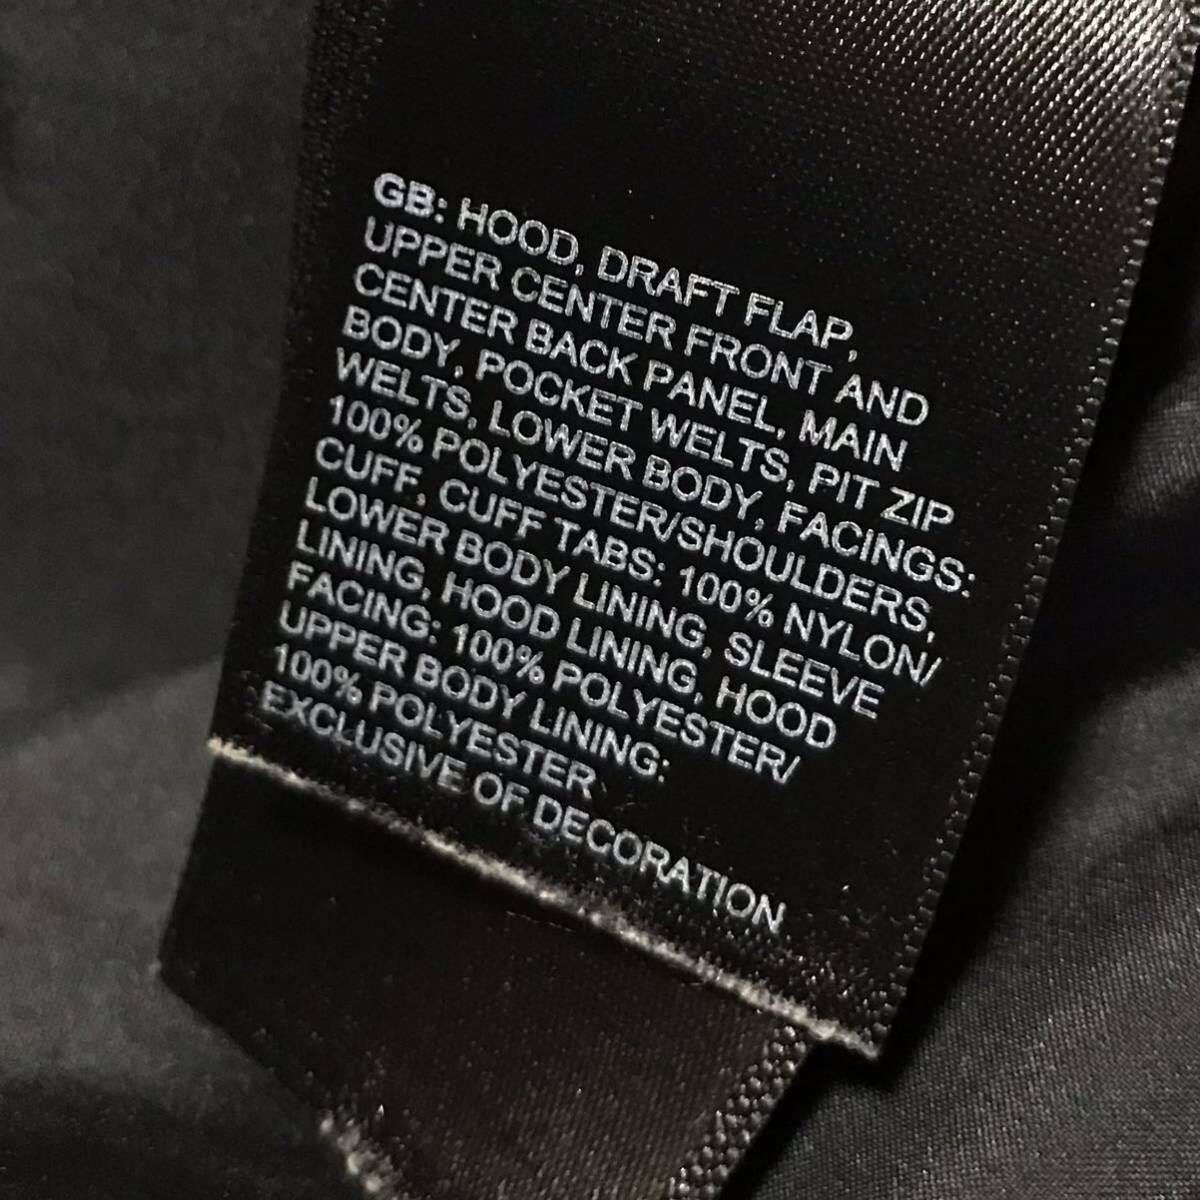 GB: HOOD, DRAFT FLAP,
UPPER CENTER FRONT AND
CENTER BACK PANEL, MAIN
BODY, POCKET WELTS, PIT ZIP
WELTS, LOWER BODY, FACINGS:
100% POLYESTER/SHOULDERS,
CUFF, CUFF TABS: 100% NYLON/
LOWER BODY LINING, SLEEVE
LINING, HOOD LINING, HOOD
FACING: 100% POLYESTER/
UPPER BODY LINING:
100% POLYESTER
EXCLUSIVE OF DECORATION